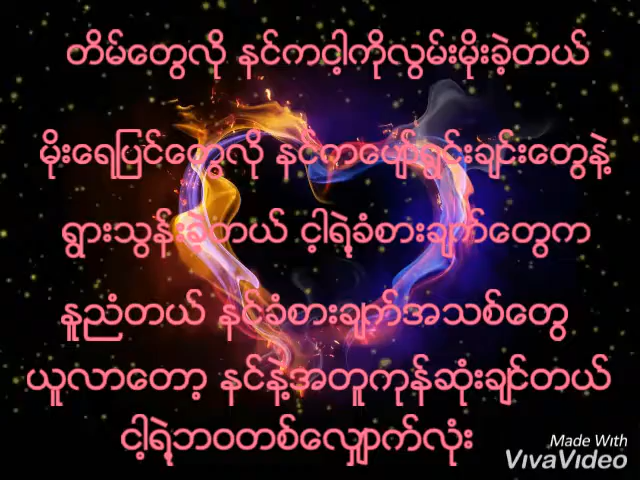 တိမ်တွေလို နင်ကငါ့ကိုလွှမ်းမိုးခဲ့တယ်
မိုးရေပြင်တွေလို နင်ကပျော်ရွှင်းချင်းတွေနဲ့
ရွှားသွန်းခဲ့တယ် ငါ့ရဲ့ခံစားချက်တွေက
နူညံတယ် နင်ခံစားချက်အသစ်တွေ
ယူလာတော့ နင်နဲ့အတူကုန်ဆုံးချင်တယ်
ငါ့ရဲ့ဘဝတစ်လျှောက်လုံး
Made With
VivaVideo